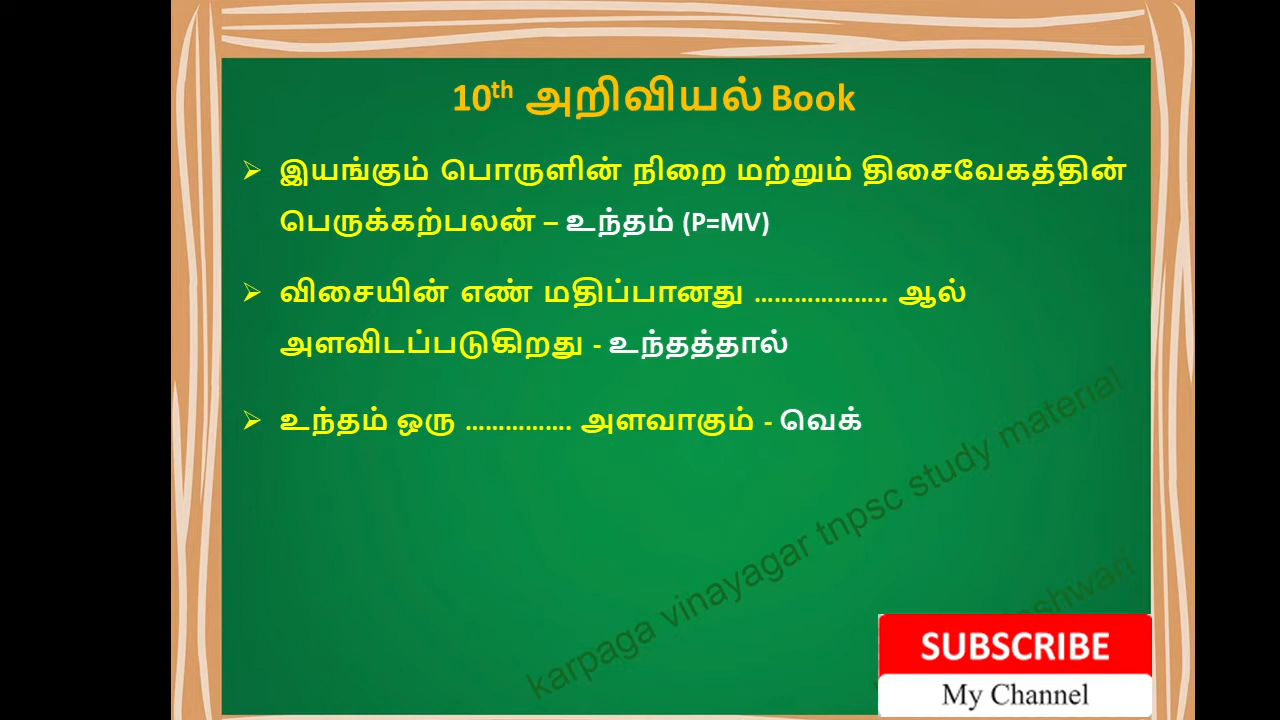 10th அறிவியல் Book
➢ இயங்கும் பொருளின் நிறை மற்றும் திசைவேகத்தின்
பெருக்கற்பலன் – உந்தம் (P=MV)
➢ விசையின் எண் மதிப்பானது ……………….. ஆல்
அளவிடப்படுகிறது - உந்தத்தால்
➢ உந்தம் ஒரு ……………. அளவாகும் - வெக்
karpaga vinayagar tnpsc study material
SUBSCRIBE
My Channel